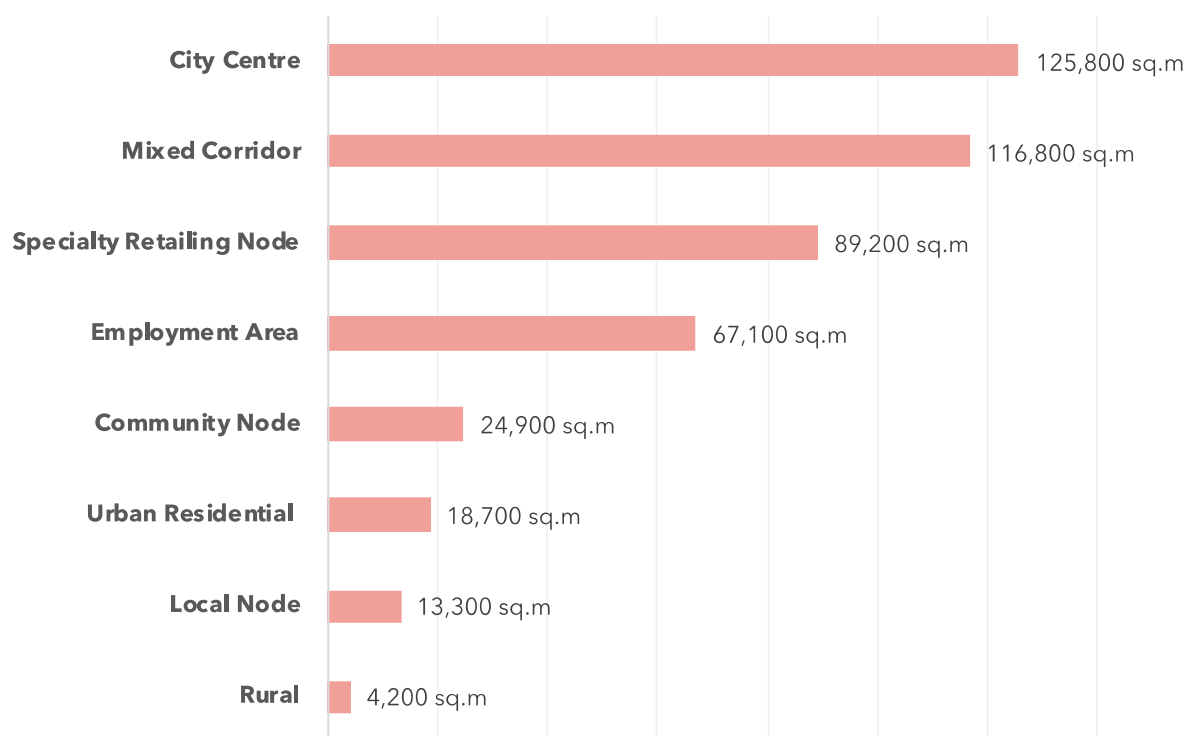 City Centre 125,800 sq.m
Mixed Corridor 116,800 sq.m
Specialty Retailing Node 89,200 sq.m
Employment Area 67,100 sq.m
Community Node 24,900 sq.m
Urban Residential 18,700 sq.m
Local Node 13,300 sq.m
Rural 4,200 sq.m